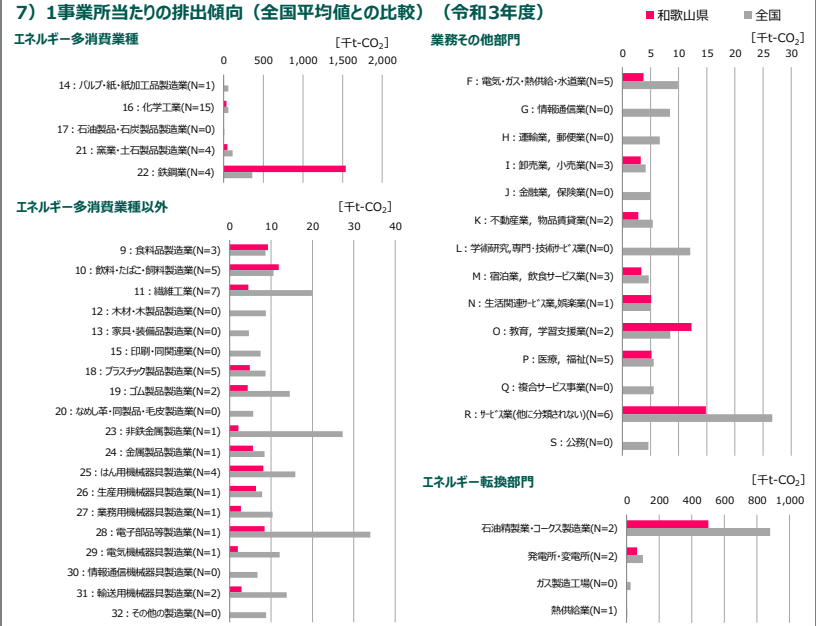 7）1事業所当たりの排出傾向（全国平均値との比較）（令和3年度）
■和歌山県 ■全国
エネルギー多消費業種
[千t-CO₂]
0 500 1,000 1,500 2,000
14：パルプ・紙・紙加工品製造業(N=1)
16：化学工業(N=15)
17：石油製品・石炭製品製造業(N=0)
21：窯業・土石製品製造業(N=4)
22：鉄鋼業(N=4)
エネルギー多消費業種以外
[千t-CO₂]
0 10 20 30 40
9：食料品製造業(N=3)
10：飲料・たばこ・飼料製造業(N=5)
11：繊維工業(N=7)
12：木材・木製品製造業(N=0)
13：家具・装備品製造業(N=0)
15：印刷・同関連業(N=0)
18：プラスチック製品製造業(N=5)
19：ゴム製品製造業(N=2)
20：なめし革・同製品・毛皮製造業(N=0)
23：非鉄金属製造業(N=1)
24：金属製品製造業(N=1)
25：はん用機械器具製造業(N=4)
26：生産用機械器具製造業(N=1)
27：業務用機械器具製造業(N=1)
28：電子部品等製造業(N=1)
29：電気機械器具製造業(N=1)
30：情報通信機械器具製造業(N=0)
31：輸送用機械器具製造業(N=2)
32：その他の製造業(N=0)
業務その他部門
[千t-CO₂]
0 5 10 15 20 25 30
F：電気・ガス・熱供給・水道業(N=5)
G：情報通信業(N=0)
H：運輸業，郵便業(N=0)
I：卸売業，小売業(N=3)
J：金融業，保険業(N=0)
K：不動産業，物品賃貸業(N=2)
L：学術研究,専門・技術サービス業(N=0)
M：宿泊業，飲食サービス業(N=3)
N：生活関連サービス業,娯楽業(N=1)
O：教育，学習支援業(N=2)
P：医療，福祉(N=5)
Q：複合サービス事業(N=0)
R：サービス業(他に分類されない)(N=6)
S：公務(N=0)
エネルギー転換部門
[千t-CO₂]
0 200 400 600 800 1,000
石油精製業・コークス製造業(N=2)
発電所・変電所(N=2)
ガス製造工場(N=0)
熱供給業(N=1)